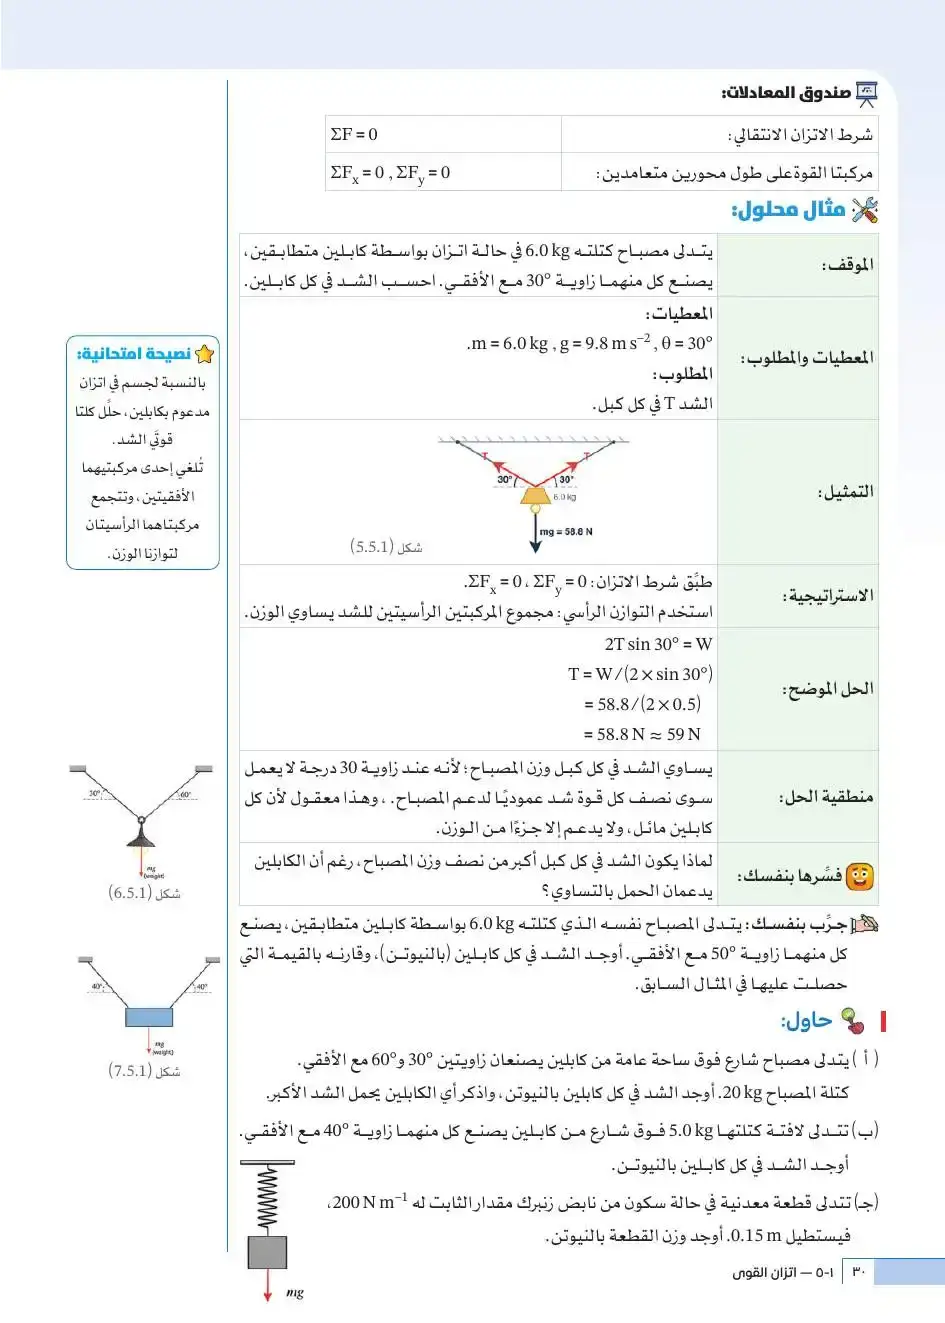 صندوق المعادلات:
شرط الاتزان الانتقالي: ΣF = 0
مركبتا القوة على طول محورين متعامدين: ΣFx = 0 , ΣFy = 0
مثال محلول:
الموقف:
يتدلى مصباح كتلته 6.0 kg في حالة اتزان بواسطة كابلين متطابقين،
يصنع كل منهما زاوية 30° مع الأفقي. احسب الشد في كل كابلين.
المعطيات والمطلوب:
المعطيات:
m = 6.0 kg , g = 9.8 m s⁻² , θ = 30°.
المطلوب:
الشد T في كل كبل.
التمثيل:
T
T
30°
30°
6.0 kg
mg = 58.8 N
شكل (5.5.1)
الاستراتيجية:
طبِّق شرط الاتزان: ΣFx = 0 ، ΣFy = 0.
استخدم التوازن الرأسي: مجموع المركبتين الرأسيتين للشد يساوي الوزن.
الحل الموضح:
2T sin 30° = W
T = W/(2 × sin 30°)
= 58.8/(2 × 0.5)
= 58.8 N ≈ 59 N
منطقية الحل:
يساوي الشد في كل كبل وزن المصباح؛ لأنه عند زاوية 30 درجة لا يعمل
سوى نصف كل قوة شد عموديًا لدعم المصباح. ، وهذا معقول لأن كل
كابلين مائل، ولا يدعم إلا جزءًا من الوزن.
فسِّرها بنفسك:
لماذا يكون الشد في كل كبل أكبر من نصف وزن المصباح، رغم أن الكابلين
يدعمان الحمل بالتساوي؟
جرِّب بنفسك: يتدلى المصباح نفسه الذي كتلته 6.0 kg بواسطة كابلين متطابقين، يصنع
كل منهما زاوية 50° مع الأفقي. أوجد الشد في كل كابلين (بالنيوتن)، وقارنه بالقيمة التي
حصلت عليها في المثال السابق.
حاول:
(أ) يتدلى مصباح شارع فوق ساحة عامة من كابلين يصنعان زاويتين 30° و60° مع الأفقي.
كتلة المصباح 20 kg. أوجد الشد في كل كابلين بالنيوتن، واذكر أي الكابلين يحمل الشد الأكبر.
(ب) تتدلى لافتة كتلتها 5.0 kg فوق شارع من كابلين يصنع كل منهما زاوية 40° مع الأفقي.
أوجد الشد في كل كابلين بالنيوتن.
(جـ) تتدلى قطعة معدنية في حالة سكون من نابض زنبرك مقدار الثابت له 200 N m⁻¹،
فيستطيل 0.15 m. أوجد وزن القطعة بالنيوتن.
mg
نصيحة امتحانية:
بالنسبة لجسم في اتزان
مدعوم بكابلين، حلِّل كلتا
قوتَي الشد.
تُلغي إحدى مركبتيهما
الأفقيتين، وتتجمع
مركبتاهما الرأسيتان
لتوازنا الوزن.
30°
60°
mg
(weight)
شكل (6.5.1)
40°
40°
mg
(weight)
شكل (7.5.1)
٣٠
٥-١ — اتزان القوى